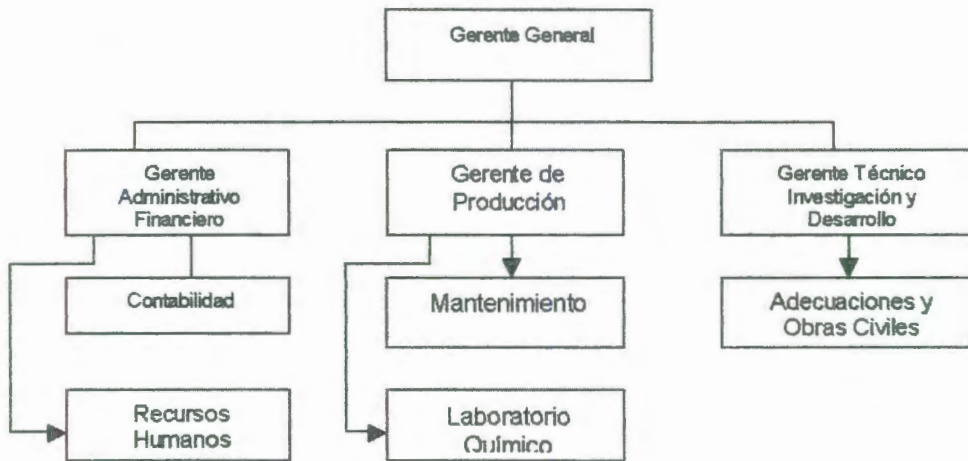 Gerente General
Gerente
Administrativo
Financiero
Gerente de
Producción
Gerente Técnico
Investigación y
Desarrollo
Contabilidad
Mantenimiento
Adecuaciones y
Obras Civiles
Recursos
Humanos
Laboratorio
Químico